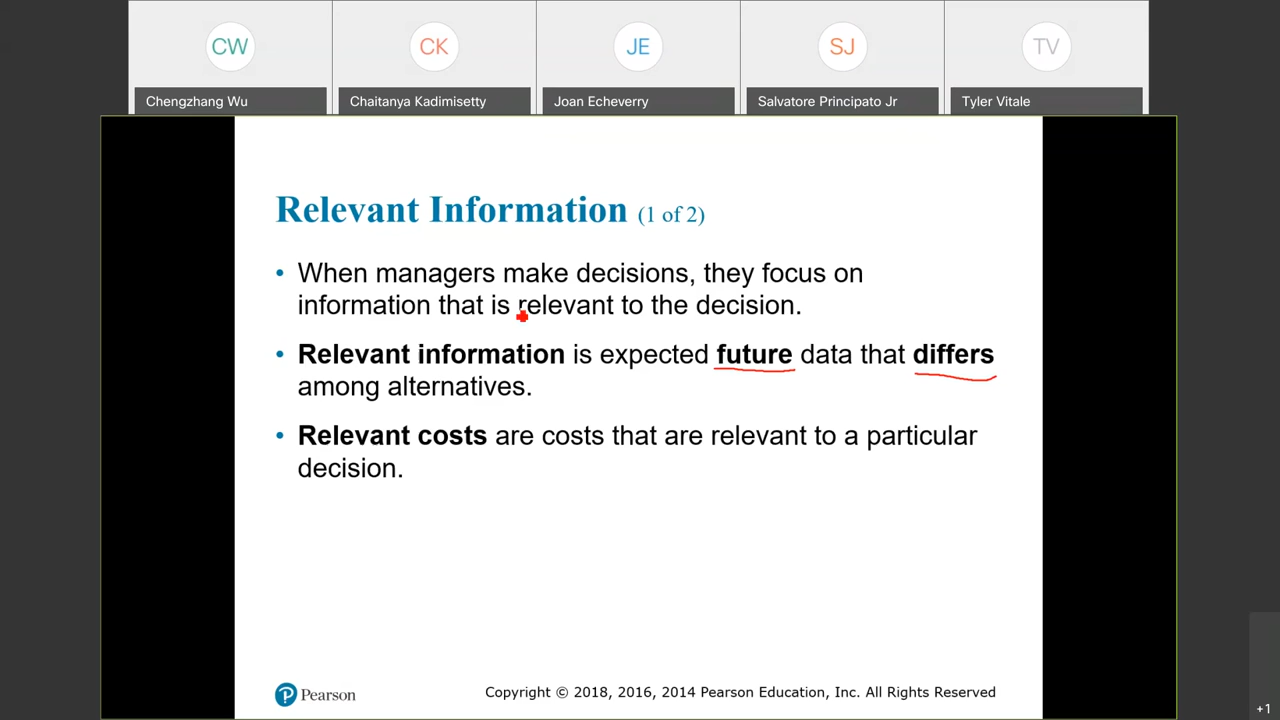 CW CK JE SJ TV
Chengzhang Wu Chaitanya Kadimisetty Joan Echeverry Salvatore Principato Jr Tyler Vitale
Relevant Information (1 of 2)
• When managers make decisions, they focus on
information that is relevant to the decision.
• Relevant information is expected future data that differs
among alternatives.
• Relevant costs are costs that are relevant to a particular
decision.
P Pearson
Copyright © 2018, 2016, 2014 Pearson Education, Inc. All Rights Reserved
+1